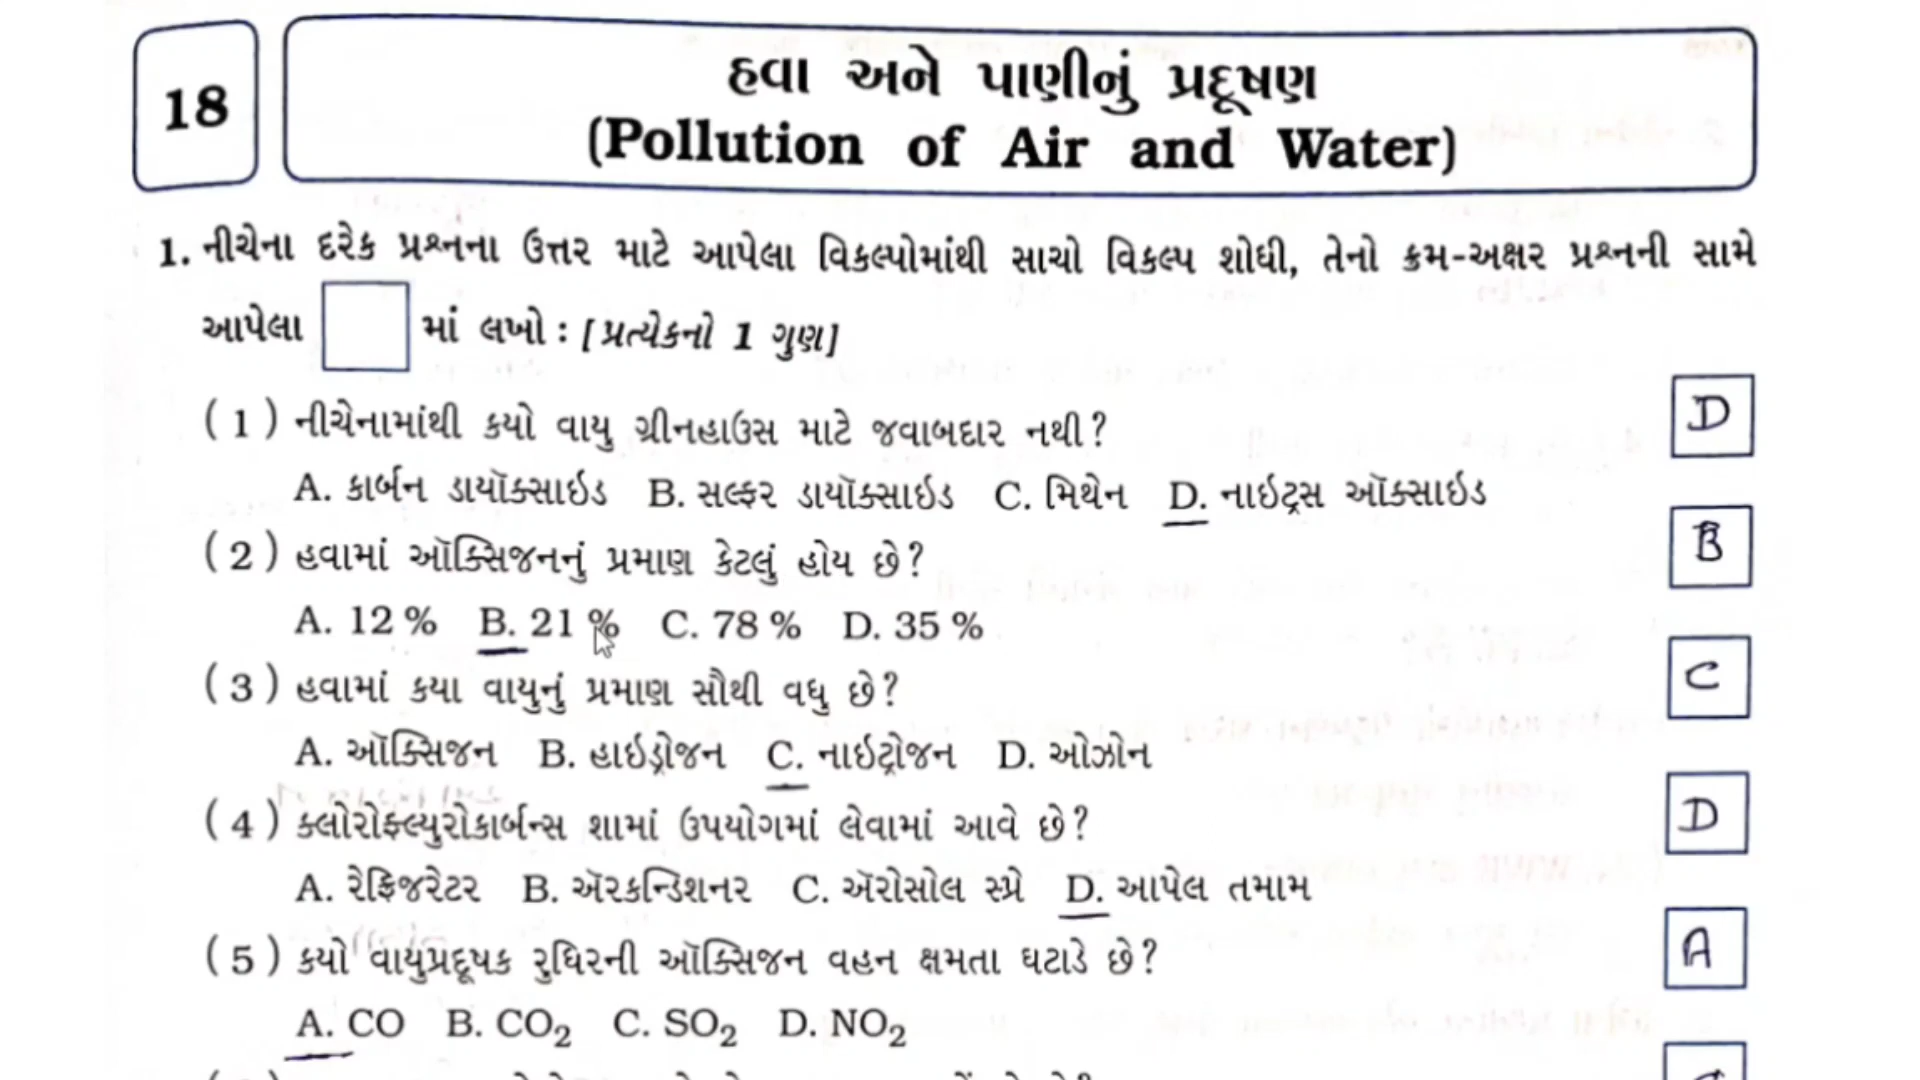 18
હવા અને પાણીનું પ્રદૂષણ
(Pollution of Air and Water)
1. નીચેના દરેક પ્રશ્નના ઉત્તર માટે આપેલા વિકલ્પોમાંથી સાચો વિકલ્પ શોધી, તેનો ક્રમ-અક્ષર પ્રશ્નની સામે
આપેલા માં લખો : [પ્રત્યેકનો 1 ગુણ]
(1) નીચેનામાંથી કયો વાયુ ગ્રીનહાઉસ માટે જવાબદાર નથી? D
A. કાર્બન ડાયૉક્સાઇડ B. સલ્ફર ડાયૉક્સાઇડ C. મિથેન D. નાઇટ્રસ ઑક્સાઇડ
(2) હવામાં ઑક્સિજનનું પ્રમાણ કેટલું હોય છે? B
A. 12 % B. 21 % C. 78 % D. 35 %
(3) હવામાં કયા વાયુનું પ્રમાણ સૌથી વધુ છે? C
A. ઑક્સિજન B. હાઇડ્રોજન C. નાઇટ્રોજન D. ઓઝોન
(4) ક્લોરોફ્લ્યુરોકાર્બન્સ શામાં ઉપયોગમાં લેવામાં આવે છે? D
A. રેફ્રિજરેટર B. ઍરકન્ડિશનર C. ઍરોસોલ સ્પ્રે D. આપેલ તમામ
(5) કયો વાયુપ્રદૂષક રુધિરની ઑક્સિજન વહન ક્ષમતા ઘટાડે છે? A
A. CO B. CO₂ C. SO₂ D. NO₂